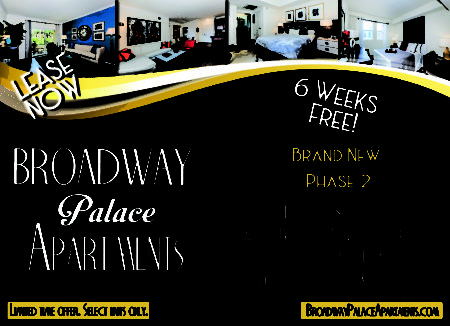 LEASE
NOW
6 WEEKS
FREE!
BROADWAY
Palace
APARTMENTS
BRAND NEW
PHASE 2
LIMITED TIME OFFER. SELECT UNITS ONLY.
BROADWAYPALACEAPARTMENTS.COM